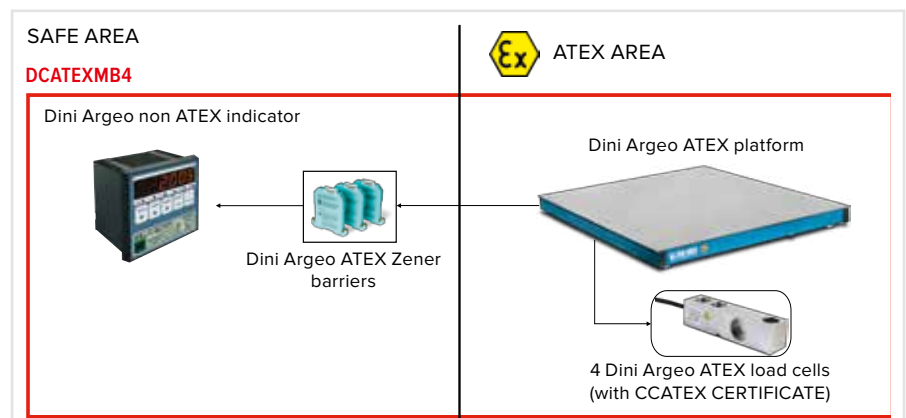 SAFE AREA
Ex
ATEX AREA
DCATEXMB4
Dini Argeo non ATEX indicator
Dini Argeo ATEX platform
Dini Argeo ATEX Zener
barriers
4 Dini Argeo ATEX load cells
(with CCATEX CERTIFICATE)